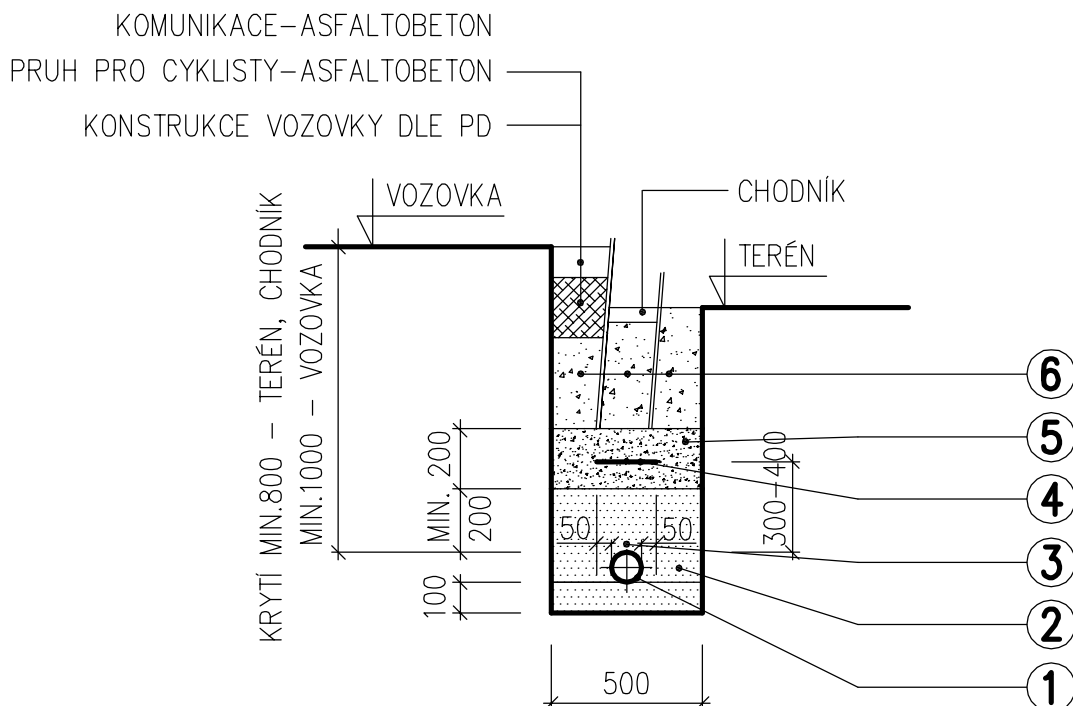 KOMUNIKACE-ASFALTOBETON
PRUH PRO CYKLISTY-ASFALTOBETON
KONSTRUKCE VOZOVKY DLE PD
VOZOVKA
CHODNÍK
TERÉN
KRYTÍ MIN.800 - TERÉN, CHODNÍK
MIN.1000 - VOZOVKA
MIN. 200
200
100
50
50
300-400
500
6
5
4
3
2
1